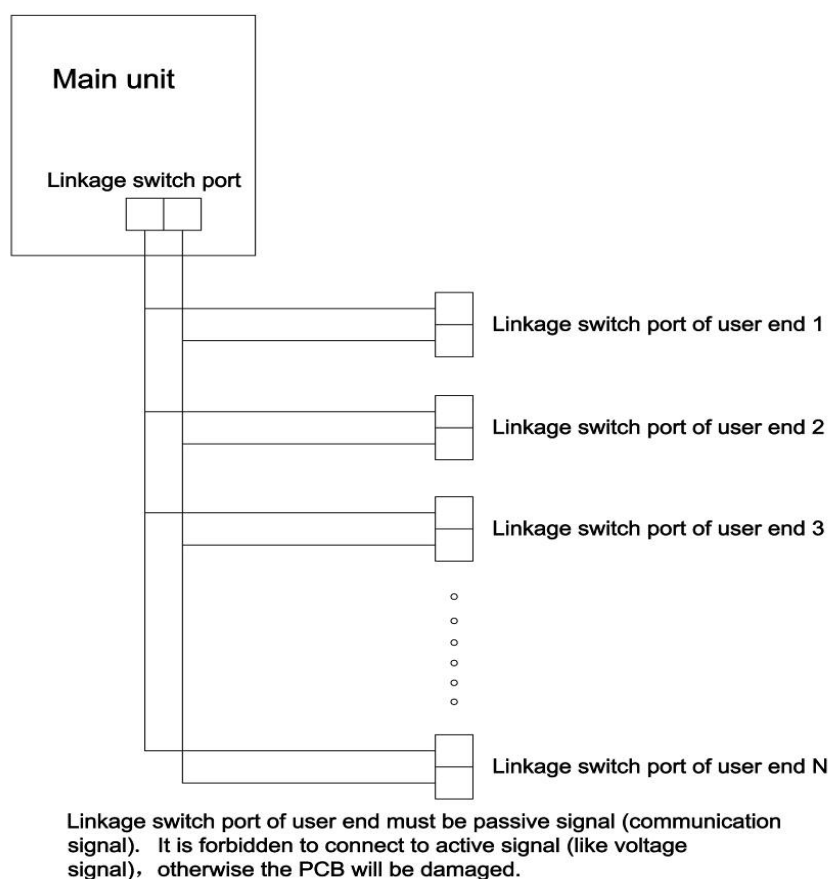 Main unit
Linkage switch port
Linkage switch port of user end 1
Linkage switch port of user end 2
Linkage switch port of user end 3
Linkage switch port of user end N
Linkage switch port of user end must be passive signal (communication
signal). It is forbidden to connect to active signal (like voltage
signal)，otherwise the PCB will be damaged.